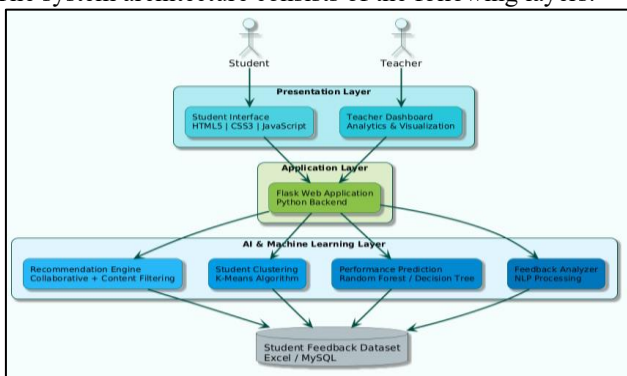 The system architecture consists of the following layers:
Student
Teacher
Presentation Layer
Student Interface
HTML5 | CSS3 | JavaScript
Teacher Dashboard
Analytics & Visualization
Application Layer
Flask Web Application
Python Backend
AI & Machine Learning Layer
Recommendation Engine
Collaborative + Content Filtering
Student Clustering
K-Means Algorithm
Performance Prediction
Random Forest / Decision Tree
Feedback Analyzer
NLP Processing
Student Feedback Dataset
Excel / MySQL